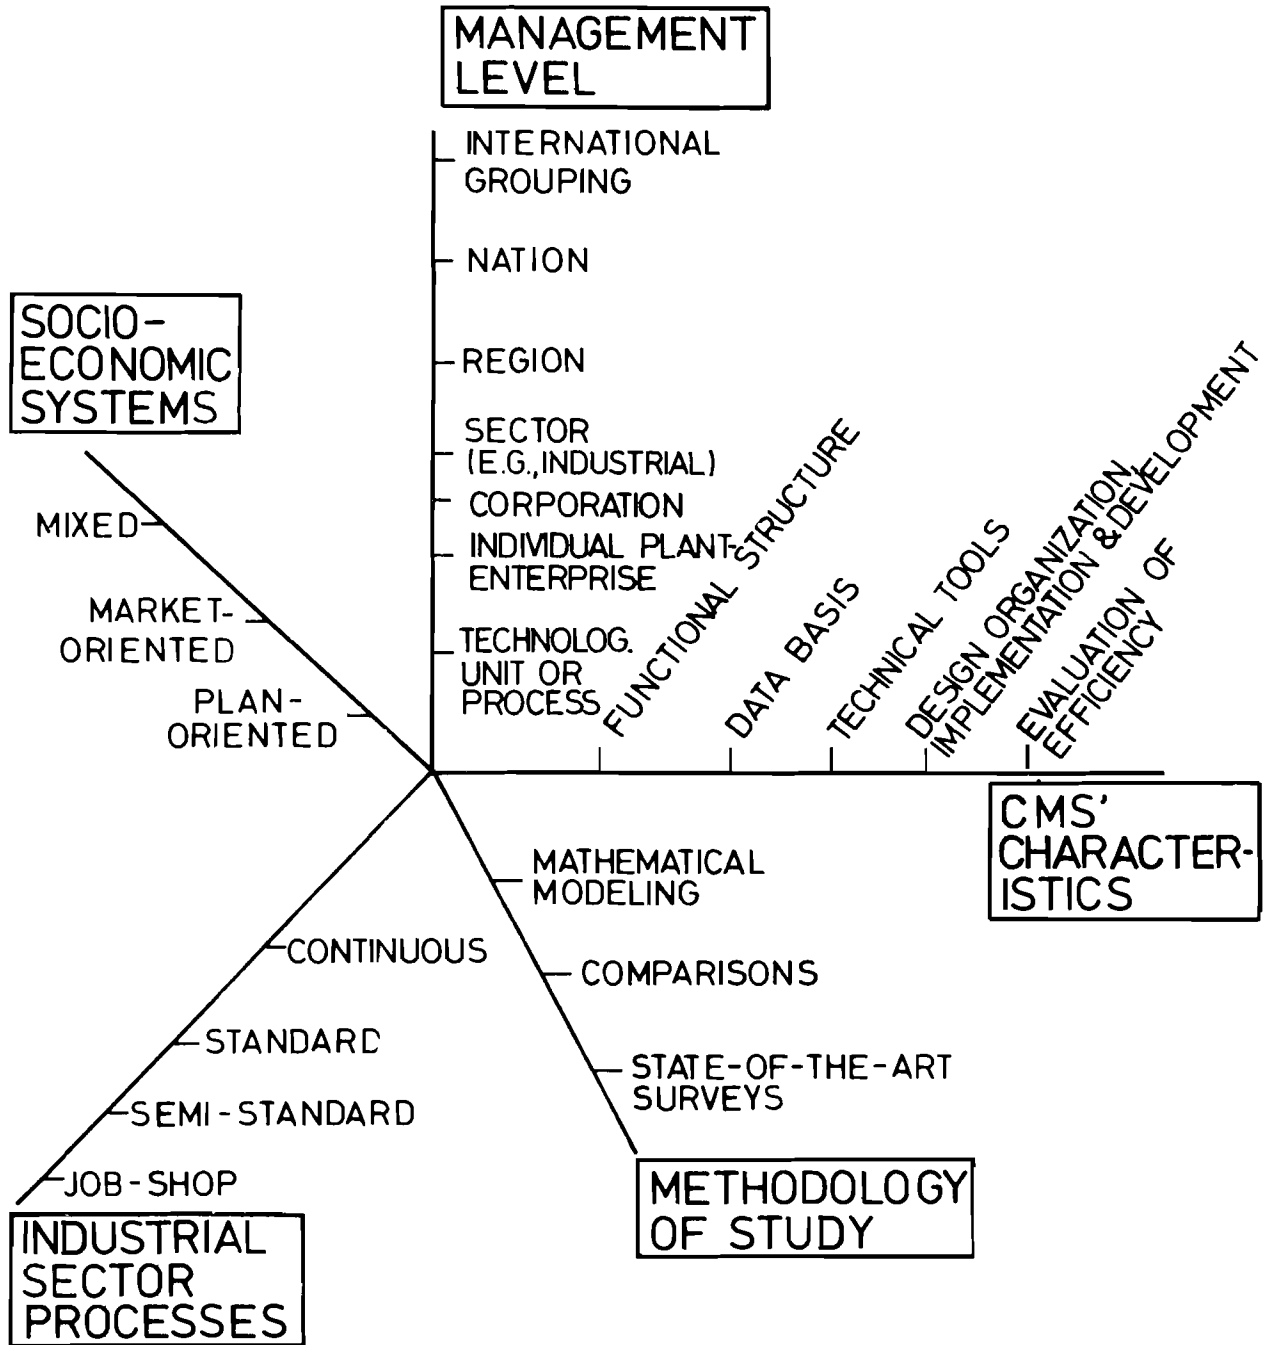 MANAGEMENT
LEVEL
INTERNATIONAL
GROUPING
NATION
REGION
SECTOR
(E.G., INDUSTRIAL)
CORPORATION
INDIVIDUAL PLANT-
ENTERPRISE
TECHNOLOG.
UNIT OR
PROCESS
SOCIO-
ECONOMIC
SYSTEMS
MIXED
MARKET-
ORIENTED
PLAN-
ORIENTED
FUNCTIONAL STRUCTURE
DATA BASIS
TECHNICAL TOOLS
DESIGN ORGANIZATION,
IMPLEMENTATION & DEVELOPMENT
EVALUATION OF
EFFICIENCY
CMS'
CHARACTER-
ISTICS
MATHEMATICAL
MODELING
COMPARISONS
STATE-OF-THE-ART
SURVEYS
METHODOLOGY
OF STUDY
CONTINUOUS
STANDARD
SEMI-STANDARD
JOB-SHOP
INDUSTRIAL
SECTOR
PROCESSES